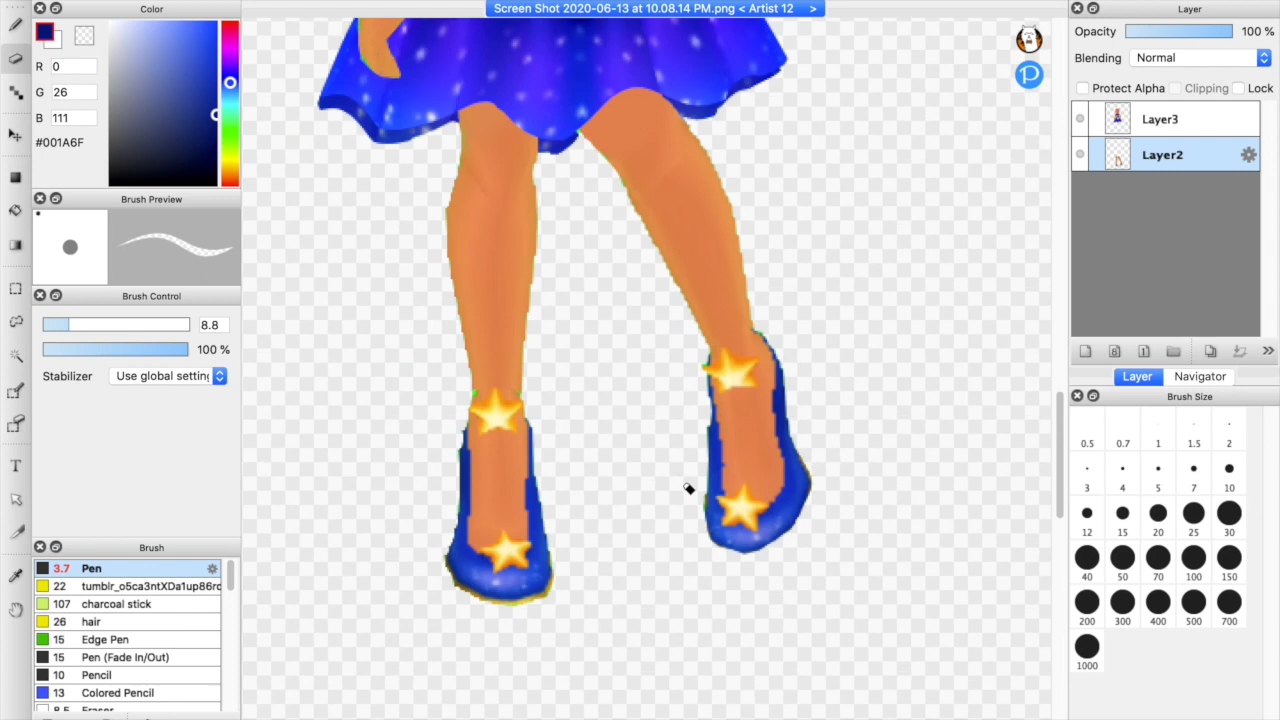 Color
R 0
G 26
B 111
#001A6F
Brush Preview
Brush Control
8.8
100 %
Stabilizer Use global setting
Brush
3.7 Pen
22 tumblr_o5ca3ntXDa1up86ro
107 charcoal stick
26 hair
15 Edge Pen
15 Pen (Fade In/Out)
10 Pencil
13 Colored Pencil
8.5 Eraser
Screen Shot 2020-06-13 at 10.08.14 PM.png < Artist 12 >
Layer
Opacity 100 %
Blending Normal
Protect Alpha Clipping Lock
Layer3
Layer2
Layer Navigator
Brush Size
0.5 0.7 1 1.5 2
3 4 5 7 10
12 15 20 25 30
40 50 70 100 150
200 300 400 500 700
1000